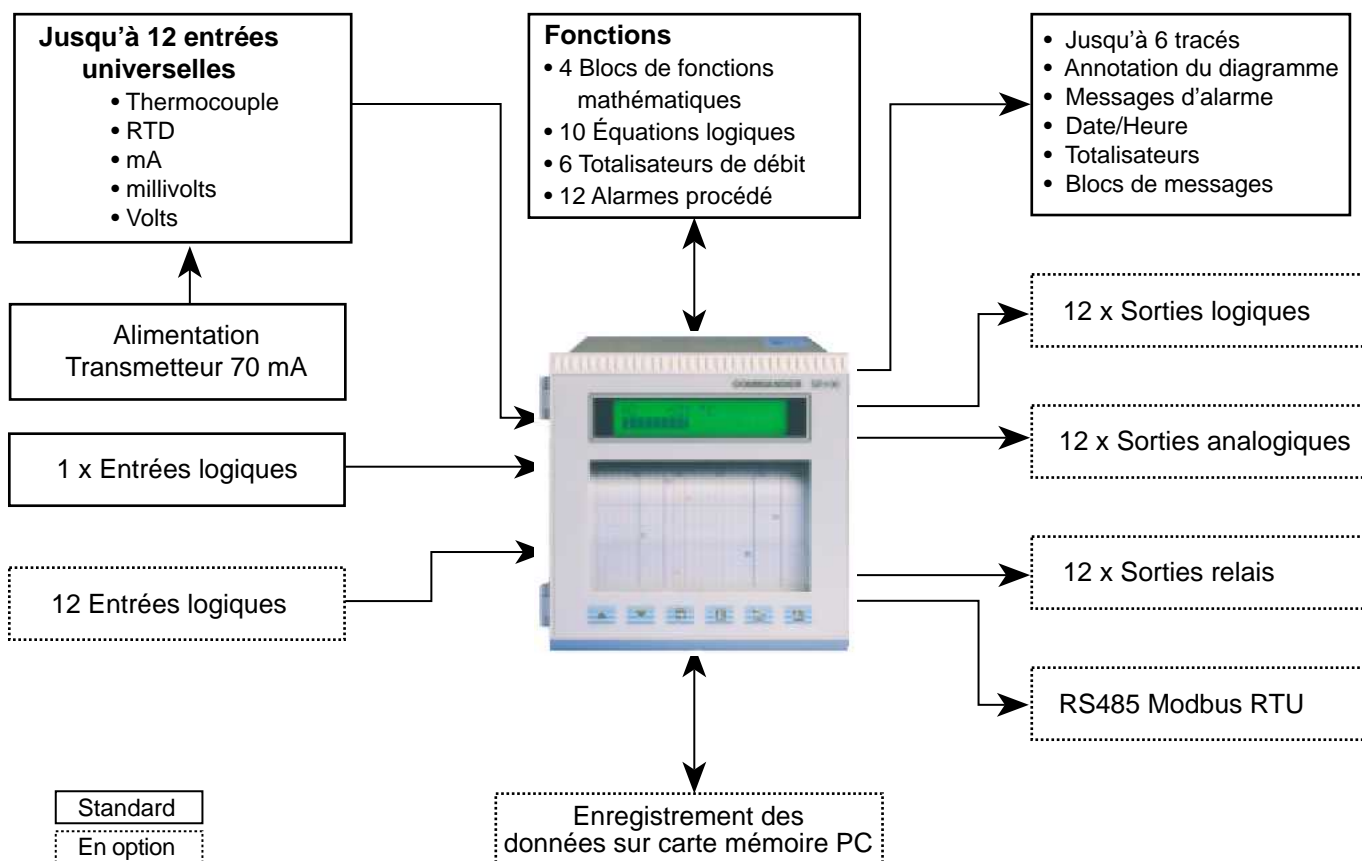 Jusqu'à 12 entrées
universelles
• Thermocouple
• RTD
• mA
• millivolts
• Volts
Alimentation
Transmetteur 70 mA
1 x Entrées logiques
12 Entrées logiques
Fonctions
• 4 Blocs de fonctions
mathématiques
• 10 Équations logiques
• 6 Totalisateurs de débit
• 12 Alarmes procédé
COMMANDER
• Jusqu'à 6 tracés
• Annotation du diagramme
• Messages d'alarme
• Date/Heure
• Totalisateurs
• Blocs de messages
12 x Sorties logiques
12 x Sorties analogiques
12 x Sorties relais
RS485 Modbus RTU
Enregistrement des
données sur carte mémoire PC
Standard
En option